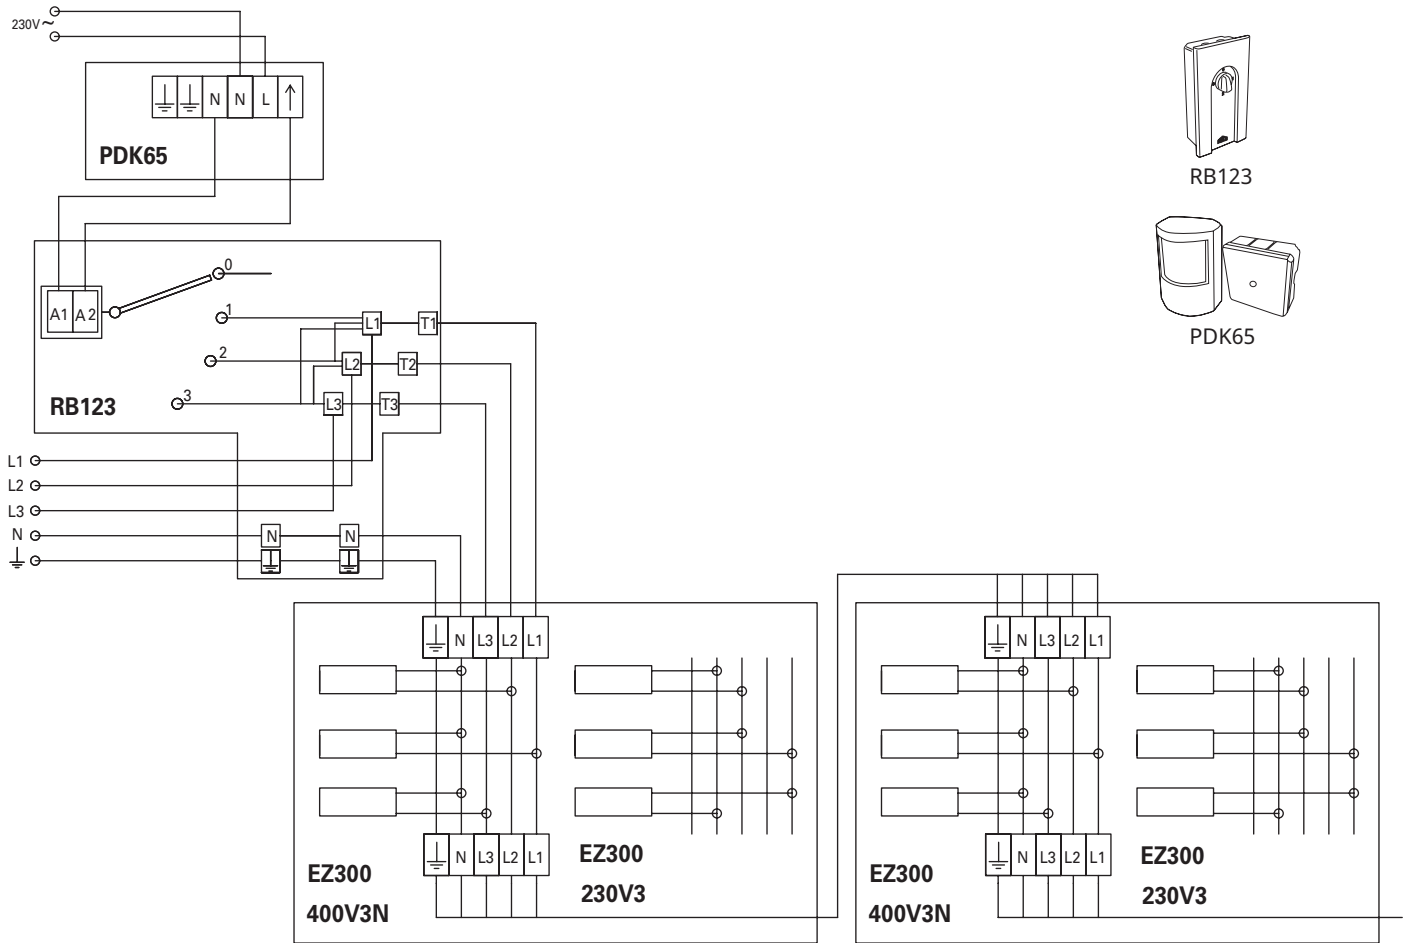 230V~
N N L ↑
PDK65
RB123
PDK65
A1 A2
0
1
2
3
L1 T1
L2 T2
L3 T3
RB123
L1
L2
L3
N
N N
N L3 L2 L1
N L3 L2 L1
N L3 L2 L1
N L3 L2 L1
EZ300
400V3N
EZ300
230V3
EZ300
400V3N
EZ300
230V3